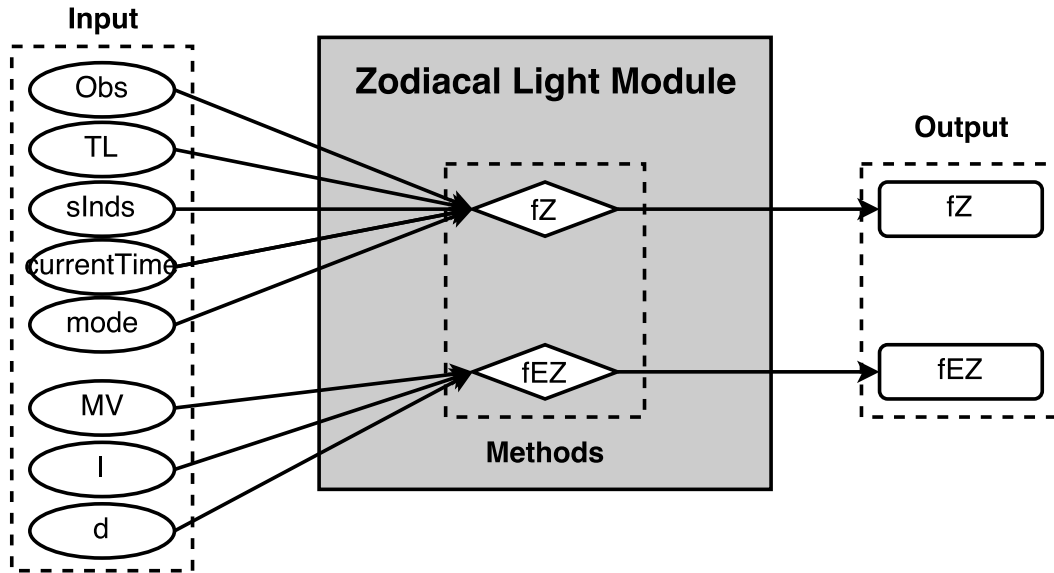 Input
Obs
TL
sInds
currentTime
mode
MV
I
d
Zodiacal Light Module
fZ
fEZ
Methods
Output
fZ
fEZ